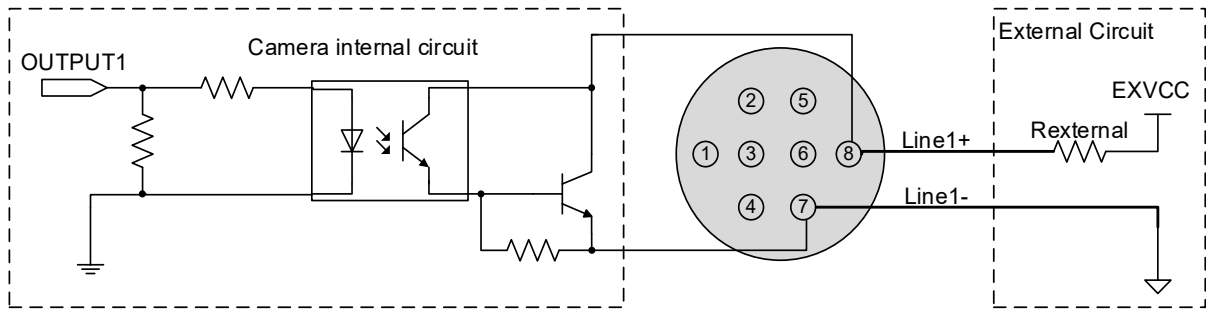 Camera internal circuit
OUTPUT1
External Circuit
EXVCC
Rexternal
Line1+
Line1-
2 5
1 3 6 8
4 7